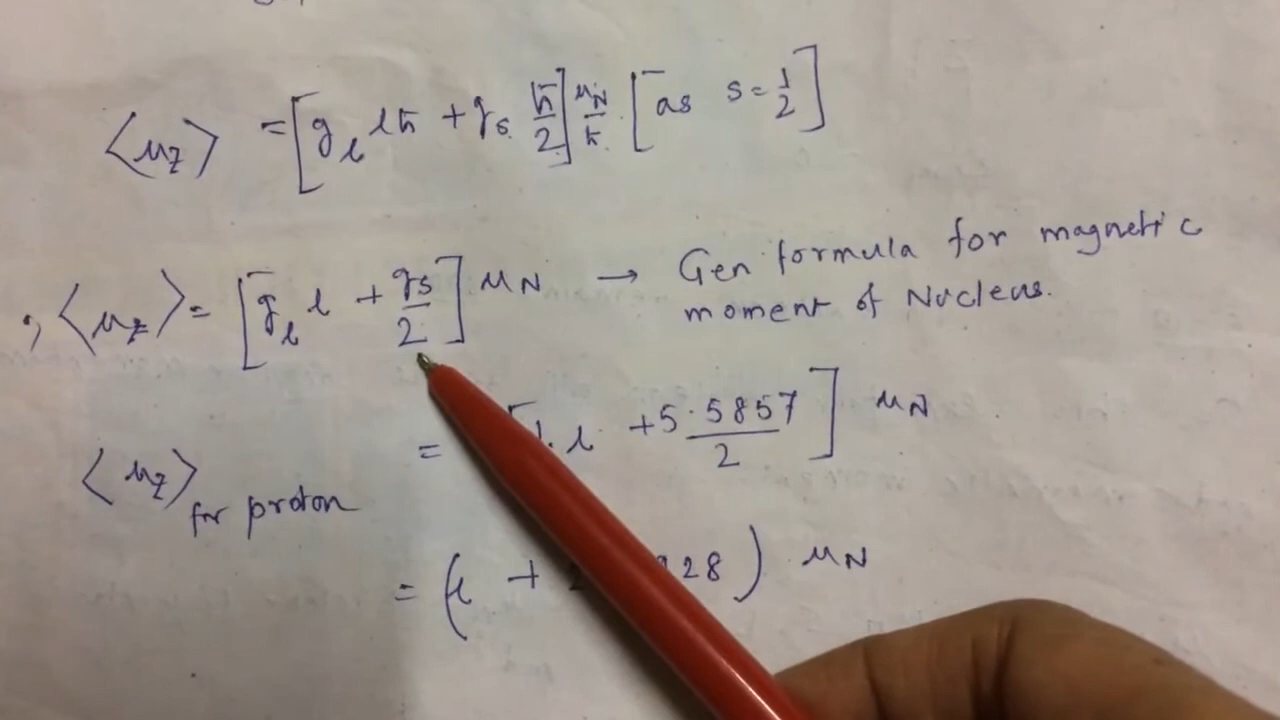 ⟨μz⟩ = [gₗ lħ + gₛ ħ/2] μN/ħ. [as s = 1/2]
, ⟨μz⟩ = [gₗ l + gs/2] μN → Gen. formula for magnetic
moment of Nucleus.
⟨μz⟩ for proton = [ l + 5.5857/2] μN
= (l + 28) μN